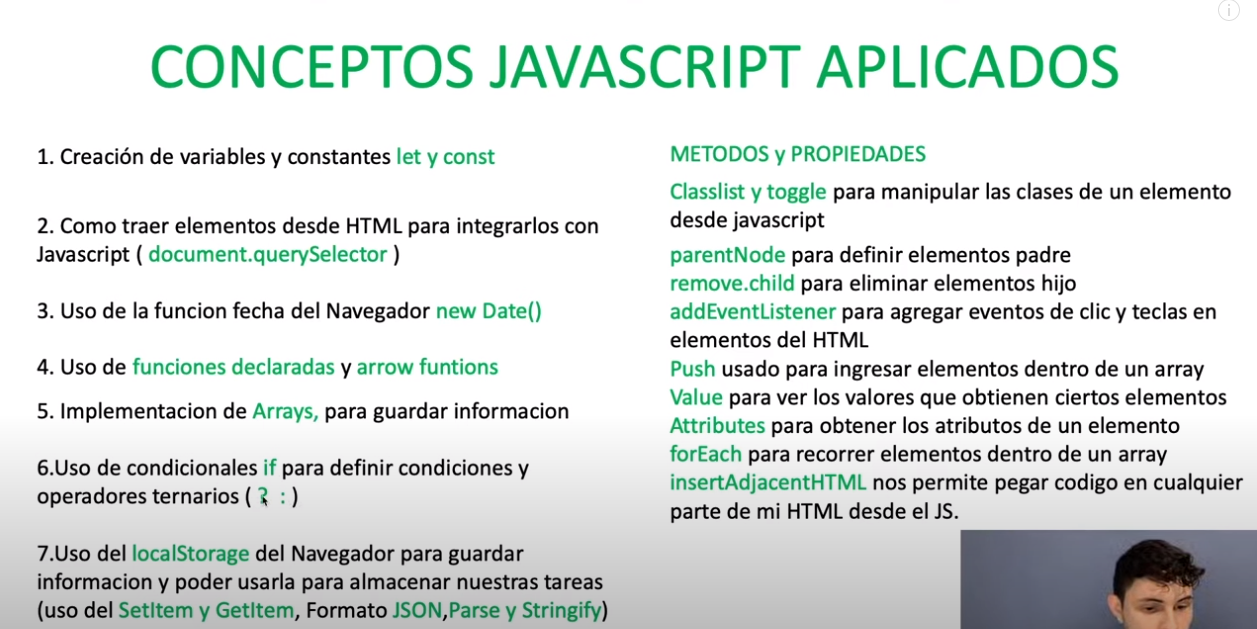 CONCEPTOS JAVASCRIPT APLICADOS
1. Creación de variables y constantes let y const
2. Como traer elementos desde HTML para integrarlos con
Javascript ( document.querySelector )
3. Uso de la funcion fecha del Navegador new Date()
4. Uso de funciones declaradas y arrow funtions
5. Implementacion de Arrays, para guardar informacion
6.Uso de condicionales if para definir condiciones y
operadores ternarios ( ? : )
7.Uso del localStorage del Navegador para guardar
informacion y poder usarla para almacenar nuestras tareas
(uso del SetItem y GetItem, Formato JSON,Parse y Stringify)
METODOS y PROPIEDADES
Classlist y toggle para manipular las clases de un elemento
desde javascript
parentNode para definir elementos padre
remove.child para eliminar elementos hijo
addEventListener para agregar eventos de clic y teclas en
elementos del HTML
Push usado para ingresar elementos dentro de un array
Value para ver los valores que obtienen ciertos elementos
Attributes para obtener los atributos de un elemento
forEach para recorrer elementos dentro de un array
insertAdjacentHTML nos permite pegar codigo en cualquier
parte de mi HTML desde el JS.